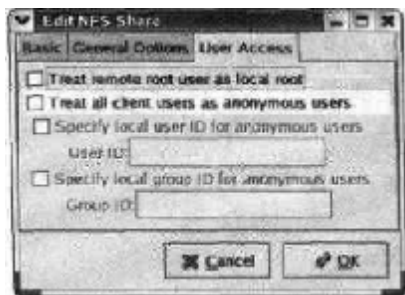 Edit NFS Share
Basic General Options User Access
Treat remote root user as local root
Treat all client users as anonymous users
Specify local user ID for anonymous users
User ID:
Specify local group ID for anonymous users
Group ID:
Cancel OK